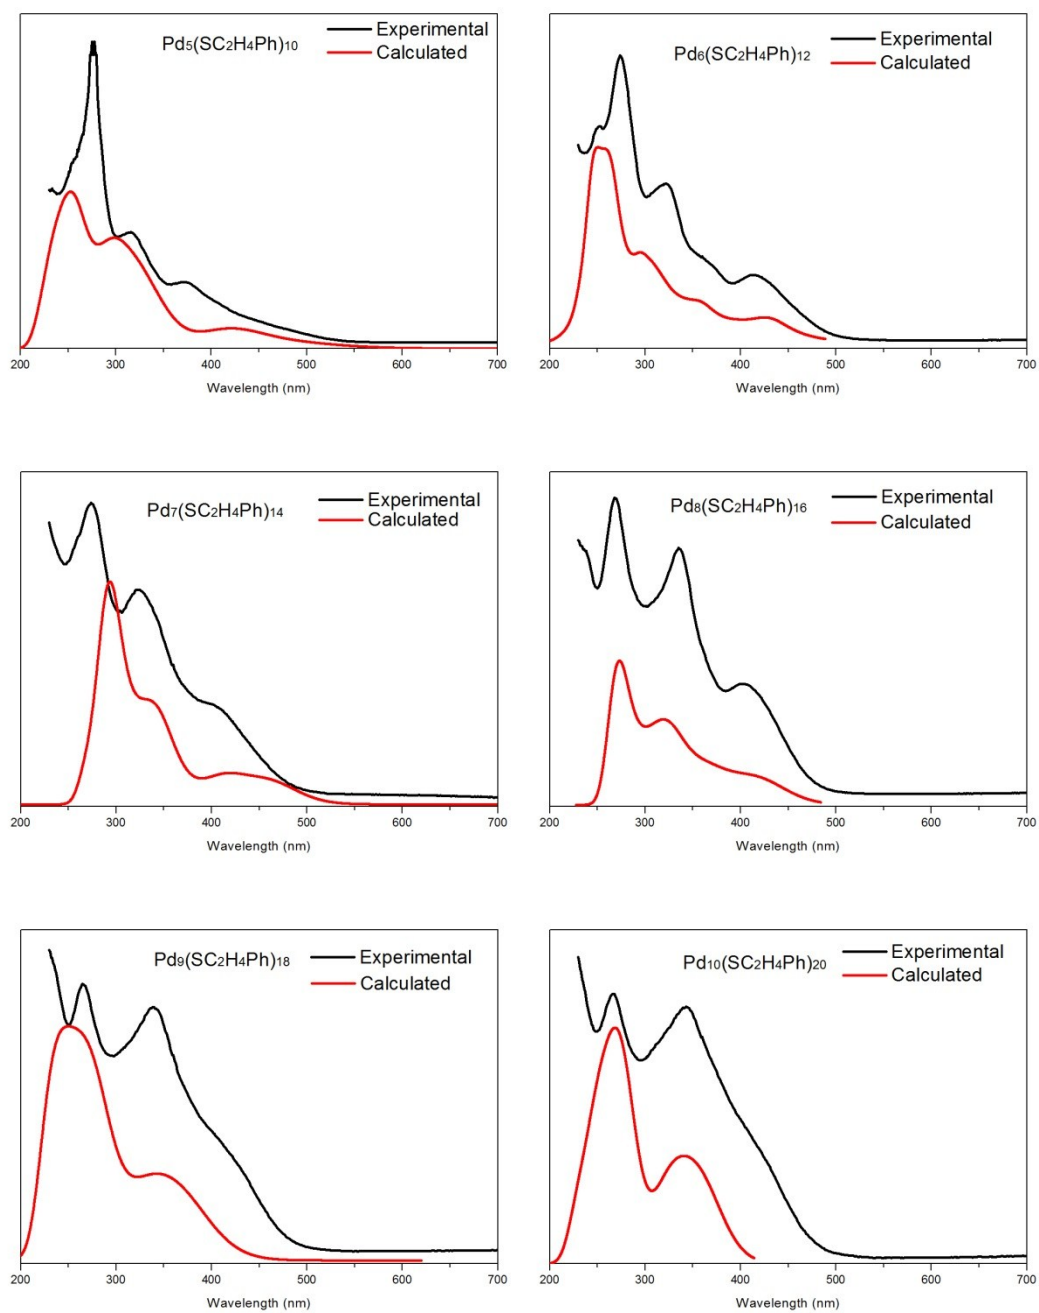 Pd₅(SC₂H₄Ph)₁₀
Experimental
Calculated
200 300 400 500 600 700
Wavelength (nm)
Pd₆(SC₂H₄Ph)₁₂
Experimental
Calculated
200 300 400 500 600 700
Wavelength (nm)
Pd₇(SC₂H₄Ph)₁₄
Experimental
Calculated
200 300 400 500 600 700
Wavelength (nm)
Pd₈(SC₂H₄Ph)₁₆
Experimental
Calculated
200 300 400 500 600 700
Wavelength (nm)
Pd₉(SC₂H₄Ph)₁₈
Experimental
Calculated
200 300 400 500 600 700
Wavelength (nm)
Pd₁₀(SC₂H₄Ph)₂₀
Experimental
Calculated
200 300 400 500 600 700
Wavelength (nm)